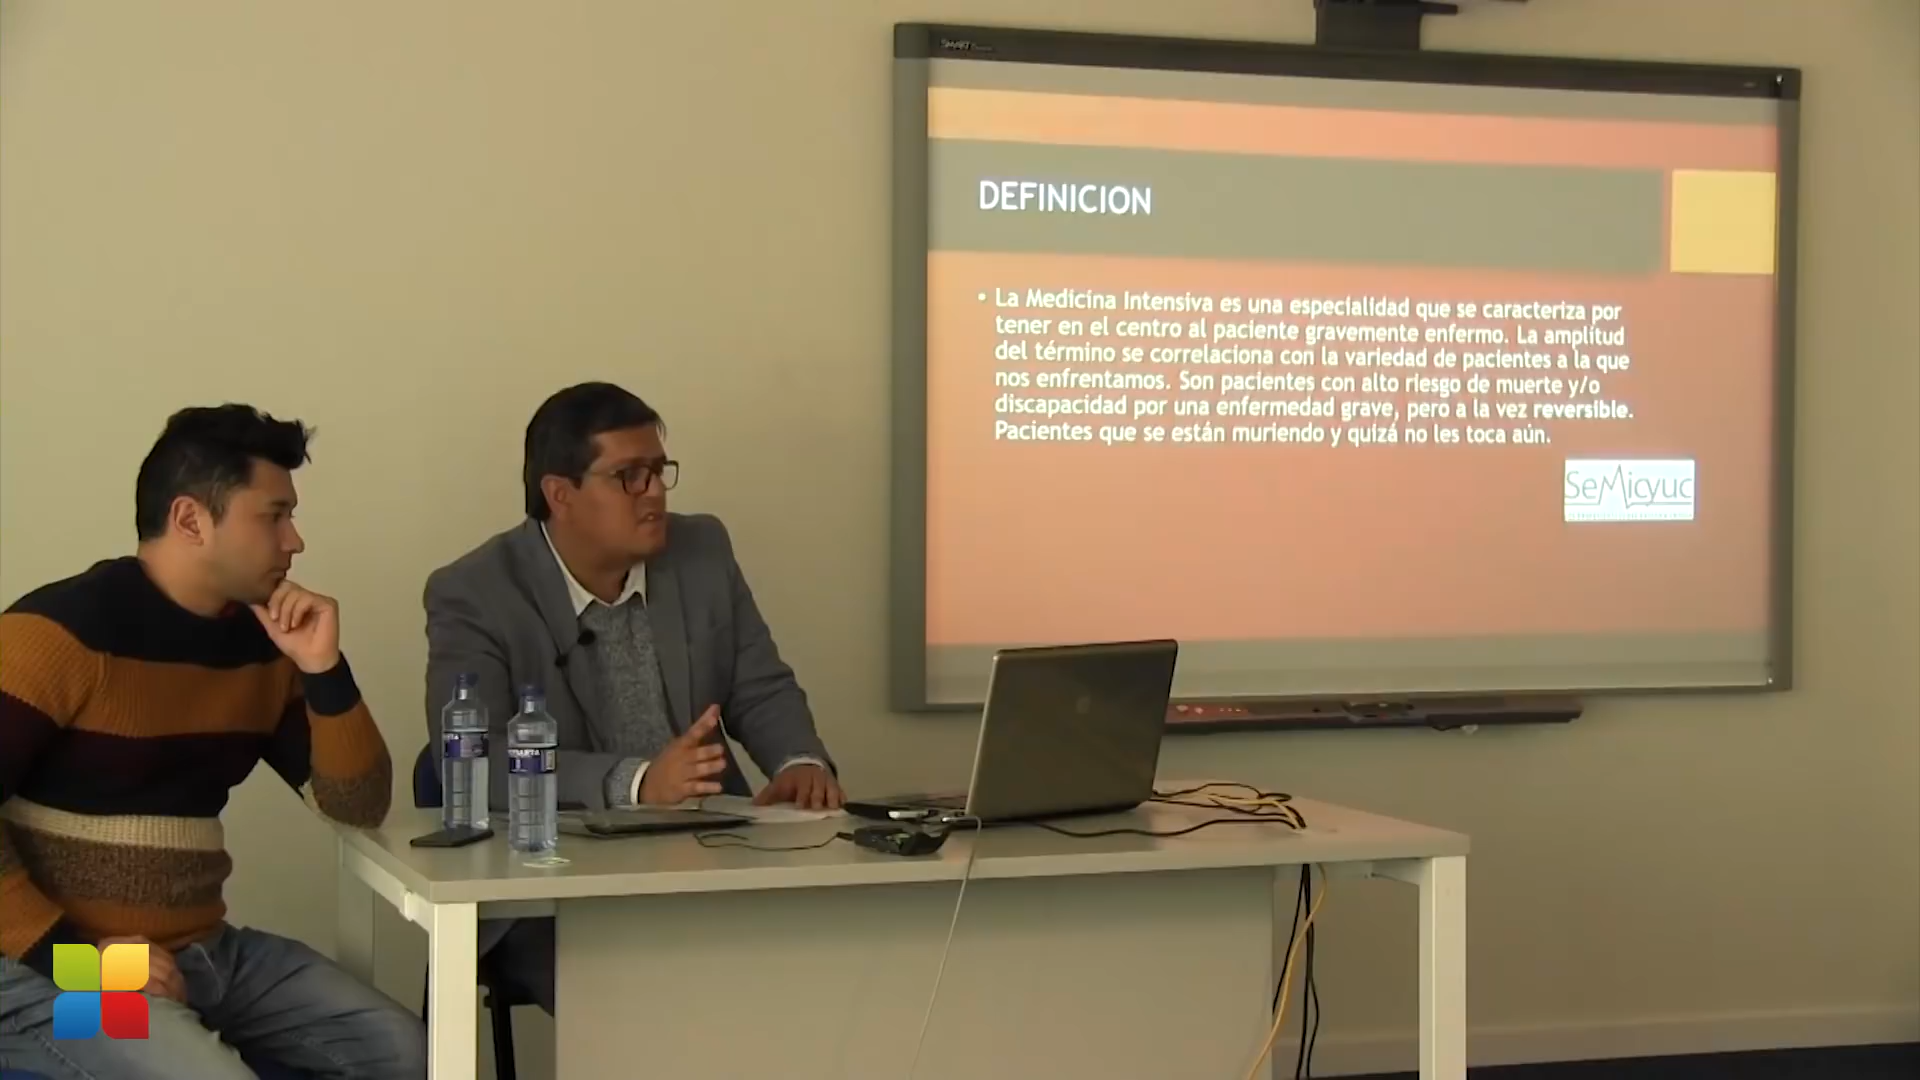 SMART
DEFINICION
• La Medicina Intensiva es una especialidad que se caracteriza por
tener en el centro al paciente gravemente enfermo. La amplitud
del término se correlaciona con la variedad de pacientes a la que
nos enfrentamos. Son pacientes con alto riesgo de muerte y/o
discapacidad por una enfermedad grave, pero a la vez reversible.
Pacientes que se están muriendo y quizá no les toca aún.
SeMicyuc